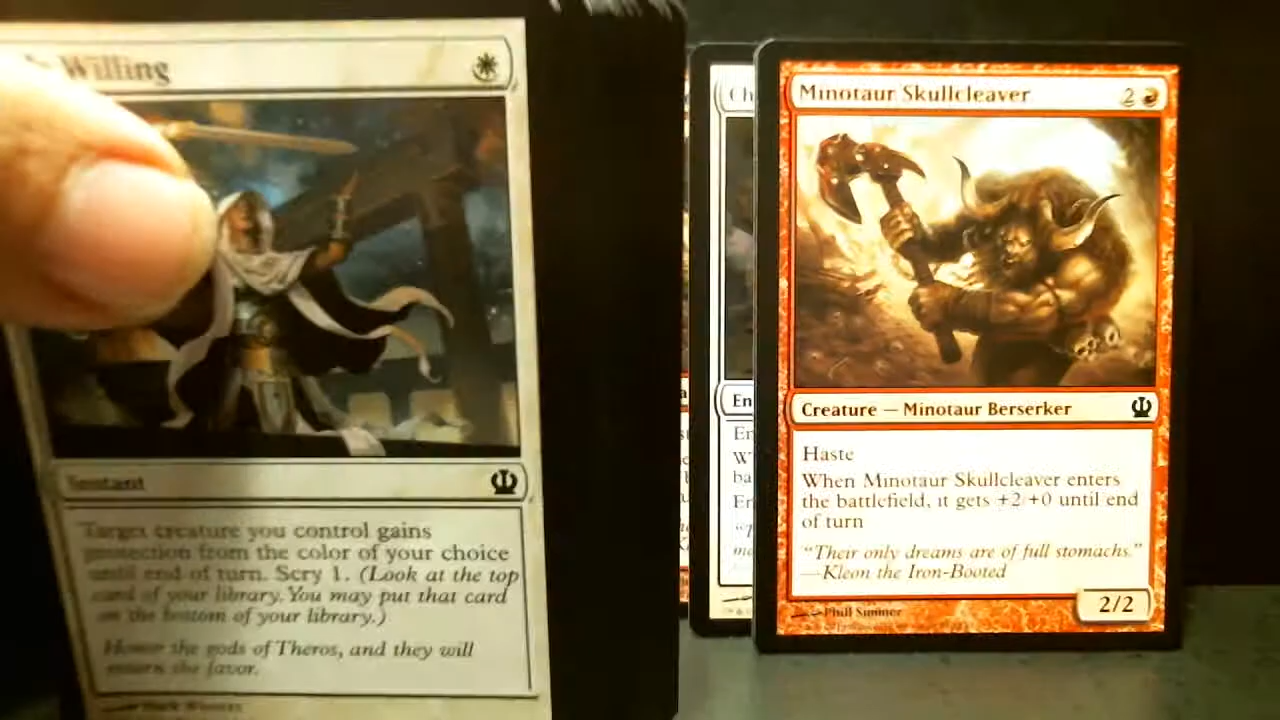 Willing
Instant
Target creature you control gains
protection from the color of your choice
until end of turn. Scry 1. (Look at the top
card of your library. You may put that card
on the bottom of your library.)
Honor the gods of Theros, and they will
return the favor.
Ch
En
En
En
Minotaur Skullcleaver 2
Creature — Minotaur Berserker
Haste
When Minotaur Skullcleaver enters
the battlefield, it gets +2/+0 until end
of turn
"Their only dreams are of full stomachs."
—Kleon the Iron-Booted
2/2